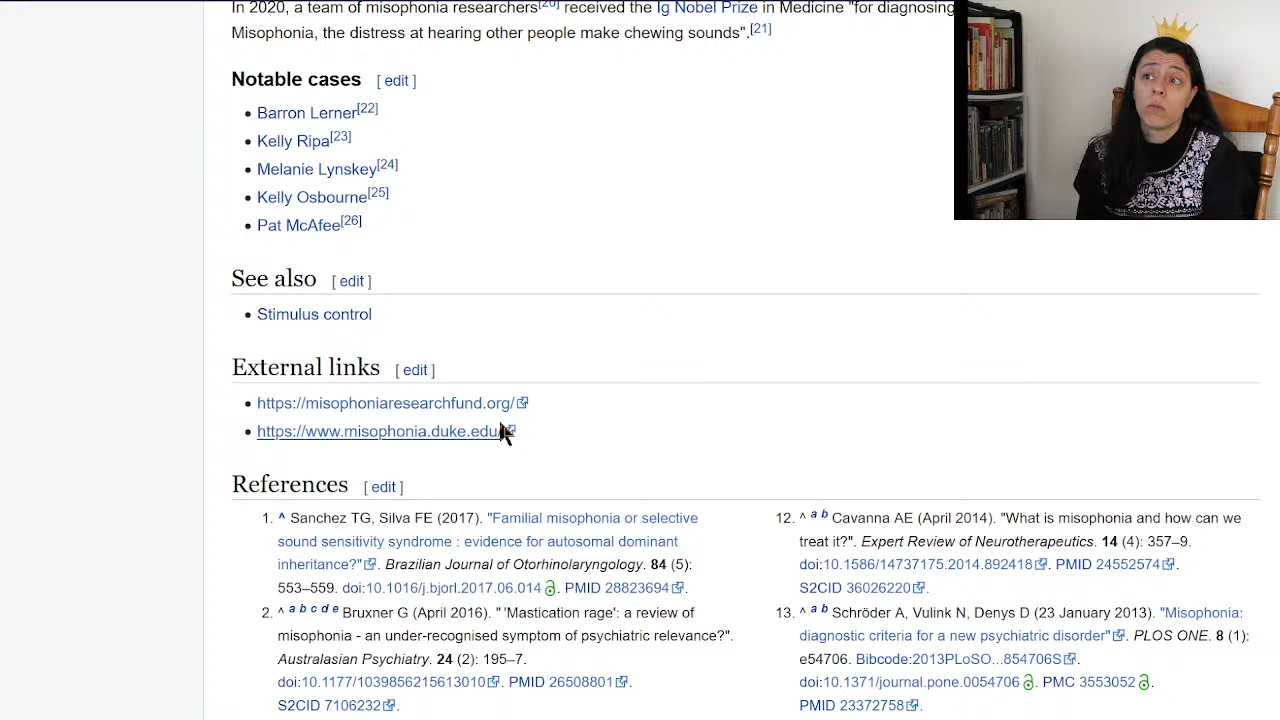 In 2020, a team of misophonia researchers[20] received the Ig Nobel Prize in Medicine "for diagnosing
Misophonia, the distress at hearing other people make chewing sounds".[21]
Notable cases [ edit ]
• Barron Lerner[22]
• Kelly Ripa[23]
• Melanie Lynskey[24]
• Kelly Osbourne[25]
• Pat McAfee[26]
See also [ edit ]
• Stimulus control
External links [ edit ]
• https://misophoniaresearchfund.org/
• https://www.misophonia.duke.edu/
References [ edit ]
1. ^ Sanchez TG, Silva FE (2017). "Familial misophonia or selective
sound sensitivity syndrome : evidence for autosomal dominant
inheritance?". Brazilian Journal of Otorhinolaryngology. 84 (5):
553–559. doi:10.1016/j.bjorl.2017.06.014. PMID 28823694.
2. ^ a b c d e Bruxner G (April 2016). " 'Mastication rage': a review of
misophonia - an under-recognised symptom of psychiatric relevance?".
Australasian Psychiatry. 24 (2): 195–7.
doi:10.1177/1039856215613010. PMID 26508801.
S2CID 7106232.
12. ^ a b Cavanna AE (April 2014). "What is misophonia and how can we
treat it?". Expert Review of Neurotherapeutics. 14 (4): 357–9.
doi:10.1586/14737175.2014.892418. PMID 24552574.
S2CID 36026220.
13. ^ a b Schröder A, Vulink N, Denys D (23 January 2013). "Misophonia:
diagnostic criteria for a new psychiatric disorder". PLOS ONE. 8 (1):
e54706. Bibcode:2013PLoSO...854706S.
doi:10.1371/journal.pone.0054706. PMC 3553052.
PMID 23372758.